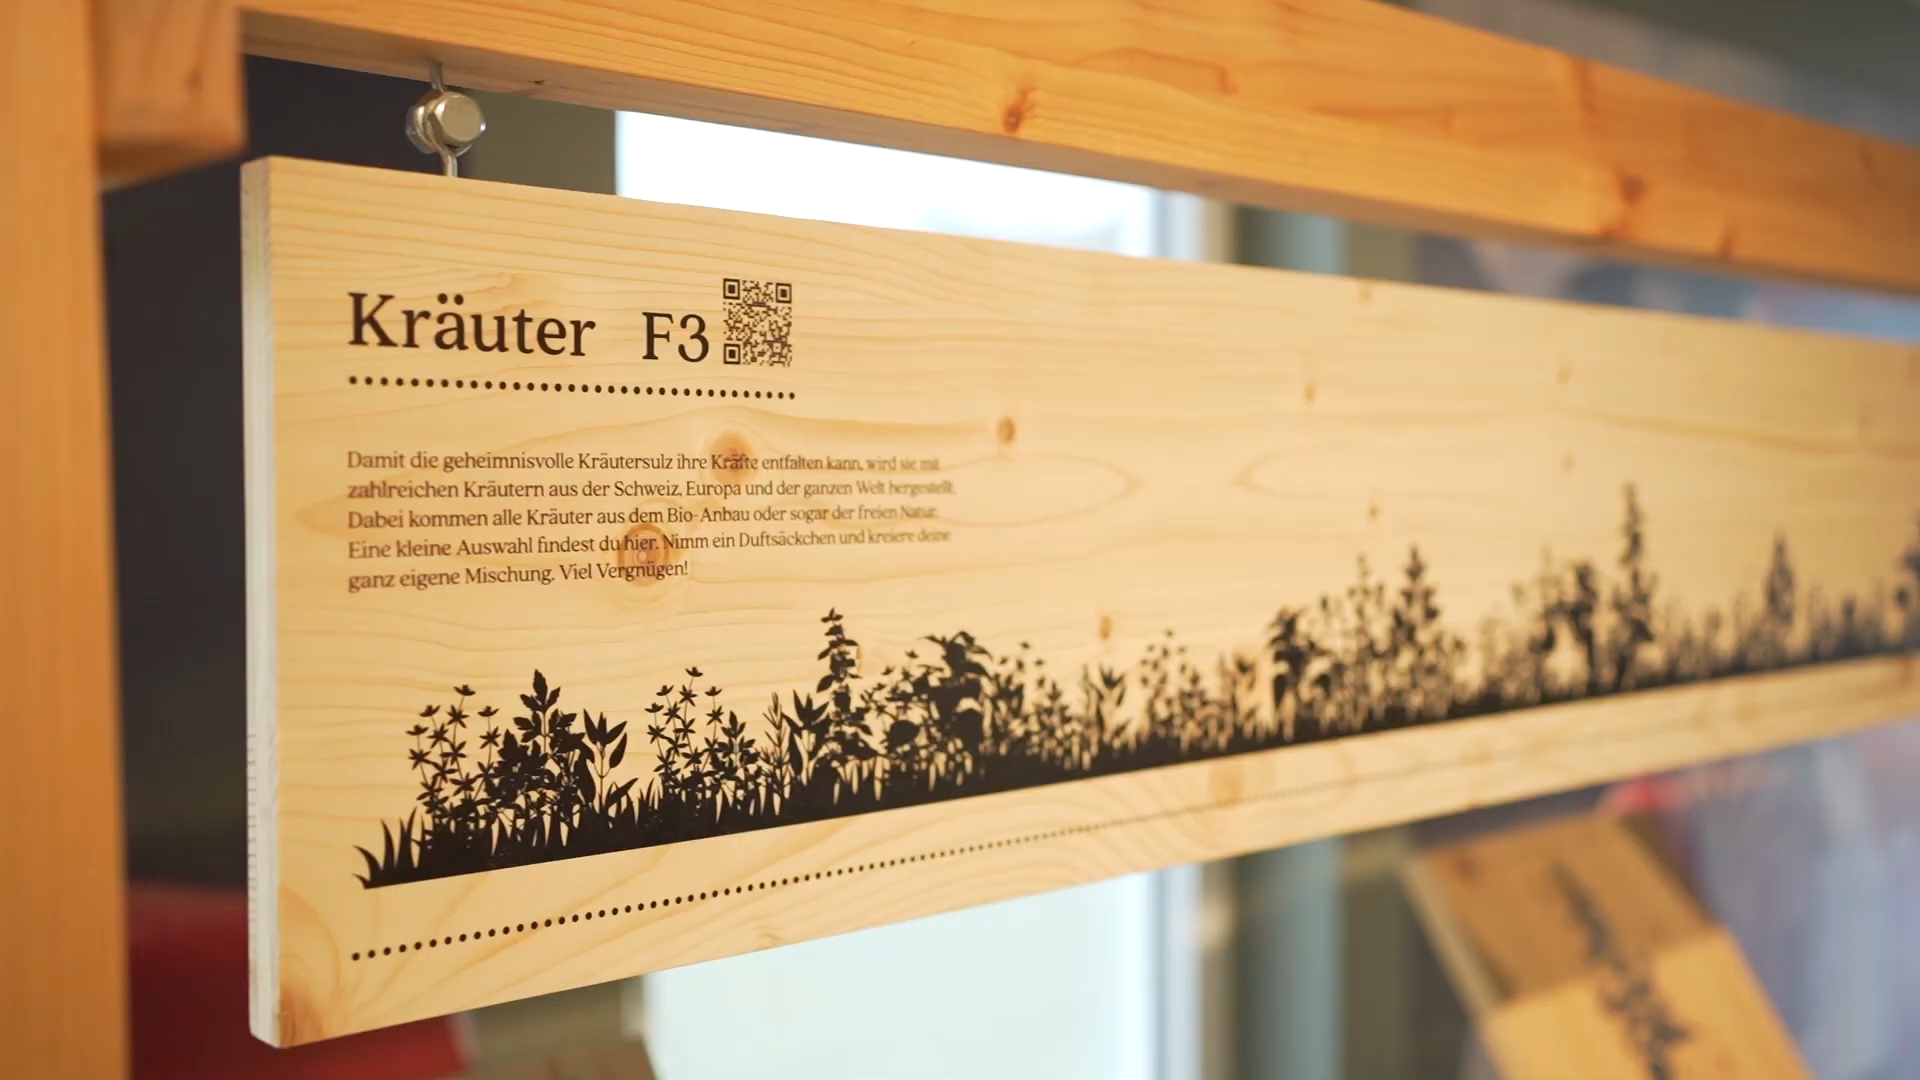 Kräuter F3
Damit die geheimnisvolle Kräutersulz ihre Kräfte entfalten kann, wird sie mit
zahlreichen Kräutern aus der Schweiz, Europa und der ganzen Welt hergestellt.
Dabei kommen alle Kräuter aus dem Bio-Anbau oder sogar der freien Natur.
Eine kleine Auswahl findest du hier. Nimm ein Duftsäckchen und kreiere deine
ganz eigene Mischung. Viel Vergnügen!